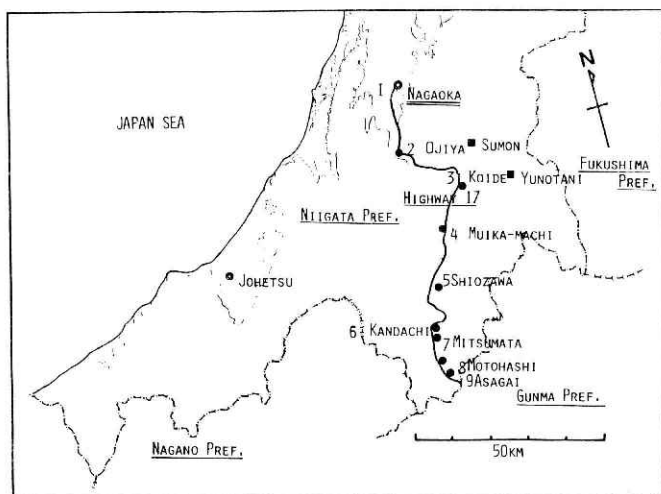 1
NAGAOKA
N
JAPAN SEA
2 OJIYA
SUMON
FUKUSHIMA
PREF.
3 KOIDE
YUNOTANI
HIGHWAY 17
NIIGATA PREF.
4 MUIKA-MACHI
JOHETSU
5 SHIOZAWA
6 KANDACHI
7 MITSUMATA
8 MOTOHASHI
9 ASAGAI
GUNMA PREF.
NAGANO PREF.
50KM